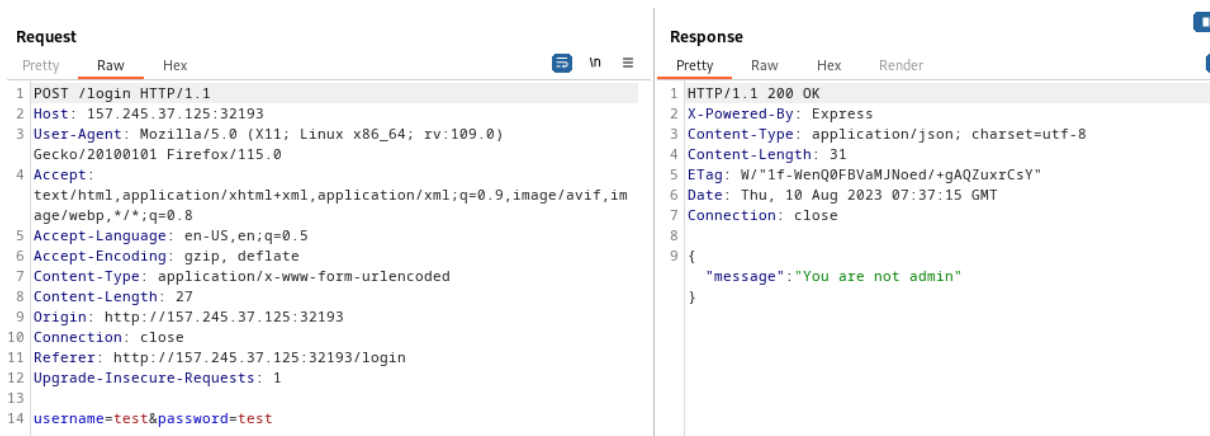 Request
Pretty Raw Hex \n
1 POST /login HTTP/1.1
2 Host: 157.245.37.125:32193
3 User-Agent: Mozilla/5.0 (X11; Linux x86_64; rv:109.0)
Gecko/20100101 Firefox/115.0
4 Accept:
text/html,application/xhtml+xml,application/xml;q=0.9,image/avif,im
age/webp,*/*;q=0.8
5 Accept-Language: en-US,en;q=0.5
6 Accept-Encoding: gzip, deflate
7 Content-Type: application/x-www-form-urlencoded
8 Content-Length: 27
9 Origin: http://157.245.37.125:32193
10 Connection: close
11 Referer: http://157.245.37.125:32193/login
12 Upgrade-Insecure-Requests: 1
13
14 username=test&password=test
Response
Pretty Raw Hex Render
1 HTTP/1.1 200 OK
2 X-Powered-By: Express
3 Content-Type: application/json; charset=utf-8
4 Content-Length: 31
5 ETag: W/"1f-WenQ0FBVaMJNoed/+gAQZuxrCsY"
6 Date: Thu, 10 Aug 2023 07:37:15 GMT
7 Connection: close
8
9 {
"message":"You are not admin"
}